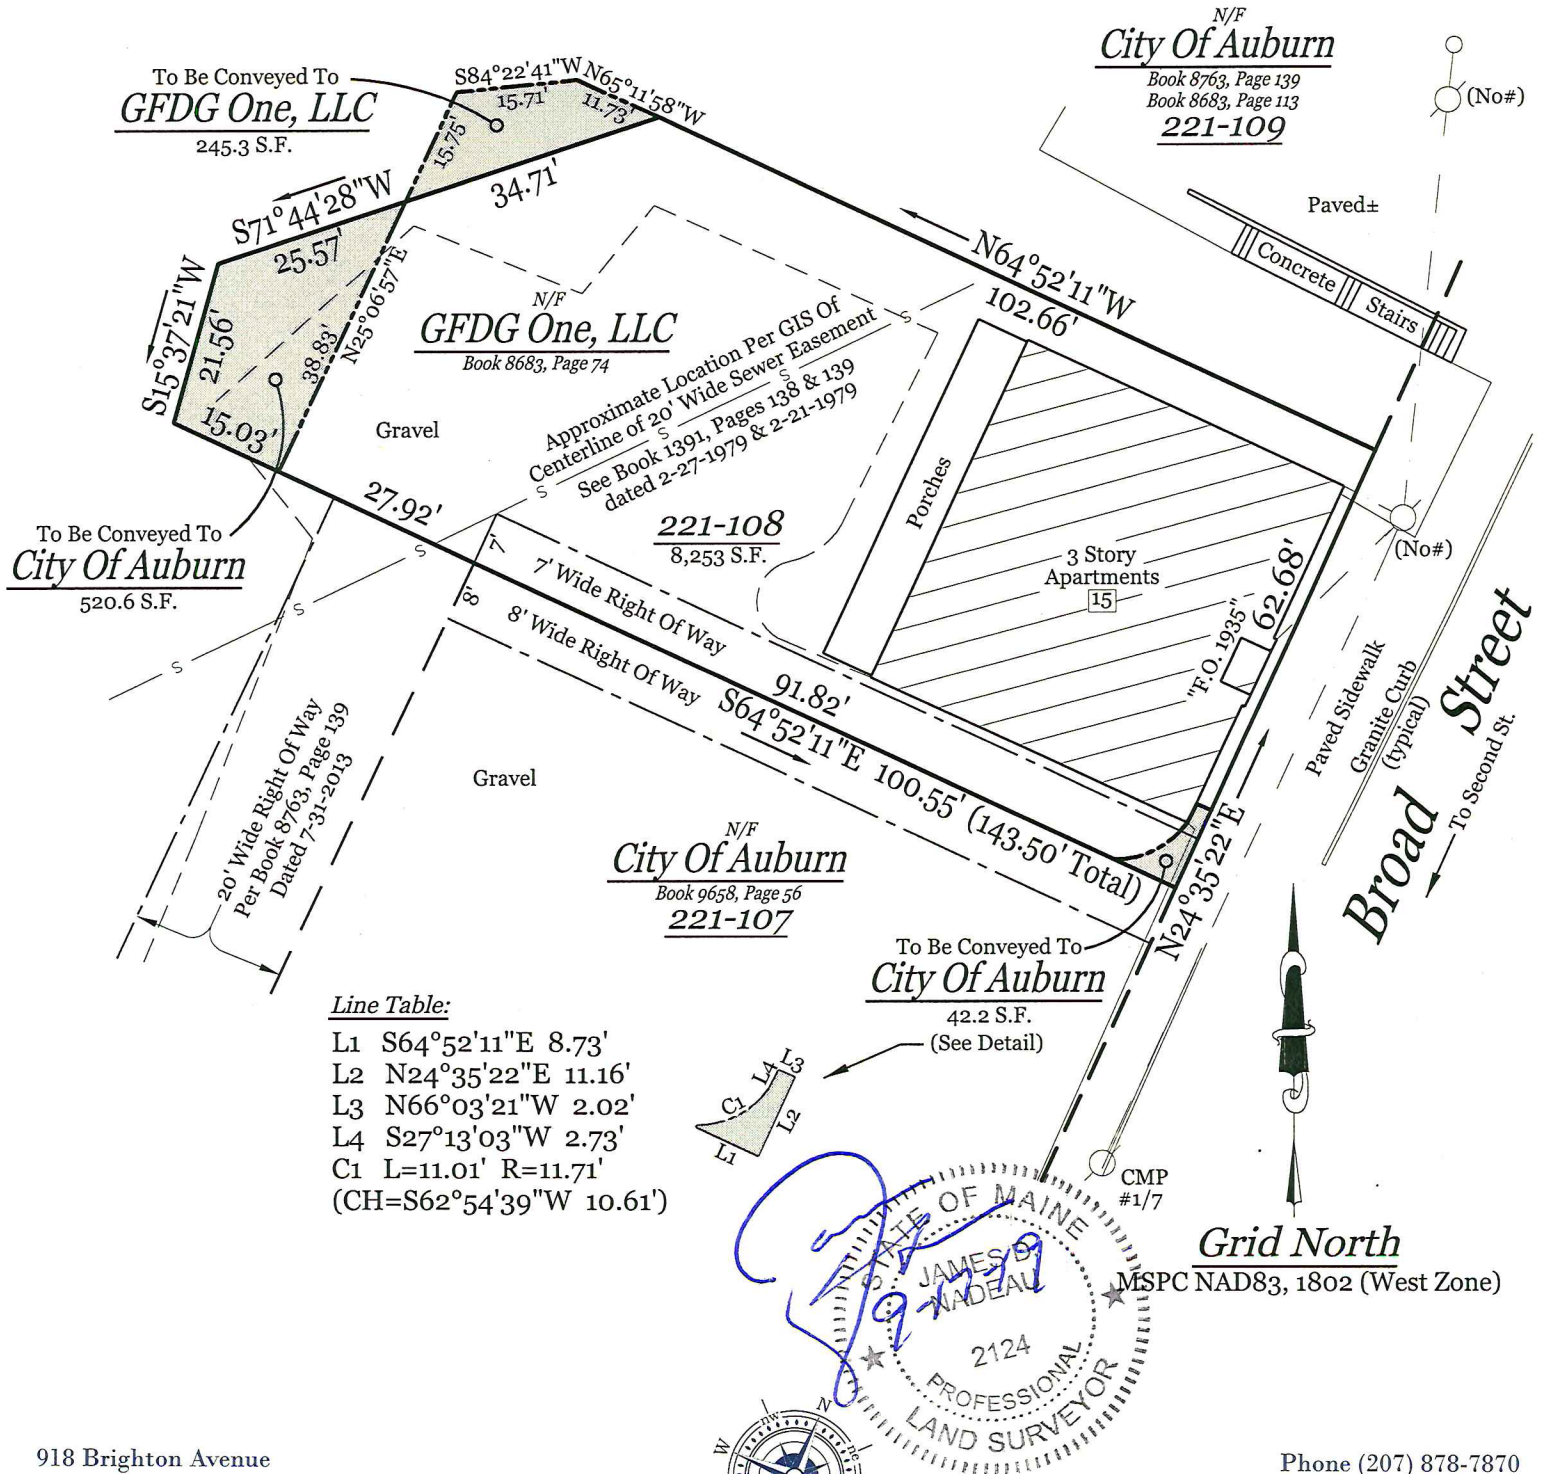 N/F
City Of Auburn
Book 8763, Page 139
Book 8683, Page 113
221-109
(No#)
To Be Conveyed To
GFDG One, LLC
245.3 S.F.
S84°22'41"W
15.71'
N65°11'58"W
11.73'
15.75'
34.71'
Paved±
Concrete
Stairs
S71°44'28"W
25.57'
N64°52'11"W
102.66'
S15°37'21"W
21.56'
15.03'
38.83'
N25°06'57"E
N/F
GFDG One, LLC
Book 8683, Page 74
Approximate Location Per GIS Of
Centerline of 20' Wide Sewer Easement
See Book 1391, Pages 138 & 139
dated 2-27-1979 & 2-21-1979
S
S
S
S
S
S
S
Gravel
Porches
27.92'
221-108
8,253 S.F.
3 Story
Apartments
15
"F.O. 1935"
62.68'
(No#)
To Be Conveyed To
City Of Auburn
520.6 S.F.
7'
8'
7' Wide Right Of Way
8' Wide Right Of Way
91.82'
S64°52'11"E 100.55' (143.50' Total)
Paved Sidewalk
Granite Curb
(typical)
Broad Street
To Second St.
20' Wide Right Of Way
Per Book 8763, Page 139
Dated 7-31-2013
Gravel
N/F
City Of Auburn
Book 9658, Page 56
221-107
N24°35'22"E
To Be Conveyed To
City Of Auburn
42.2 S.F.
(See Detail)
Line Table:
L1 S64°52'11"E 8.73'
L2 N24°35'22"E 11.16'
L3 N66°03'21"W 2.02'
L4 S27°13'03"W 2.73'
C1 L=11.01' R=11.71'
(CH=S62°54'39"W 10.61')
L4
L3
C1
L2
L1
CMP
#1/7
Grid North
MSPC NAD83, 1802 (West Zone)
STATE OF MAINE
JAMES D.
NADEAU
9-17-19
2124
PROFESSIONAL
LAND SURVEYOR
W
nw
N
ne
918 Brighton Avenue
Phone (207) 878-7870